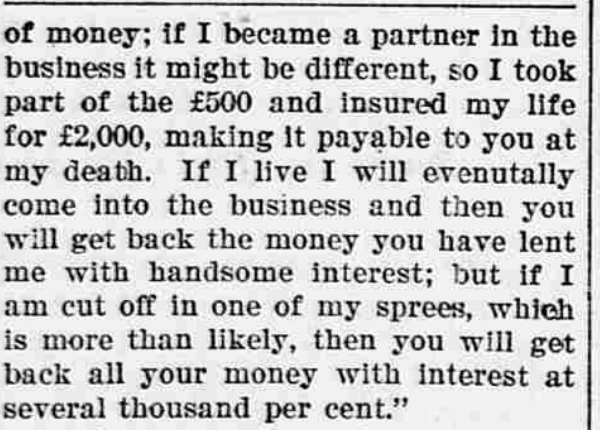 of money; if I became a partner in the
business it might be different, so I took
part of the £500 and insured my life
for £2,000, making it payable to you at
my death. If I live I will evenutally
come into the business and then you
will get back the money you have lent
me with handsome interest; but if I
am cut off in one of my sprees, which
is more than likely, then you will get
back all your money with interest at
several thousand per cent.”